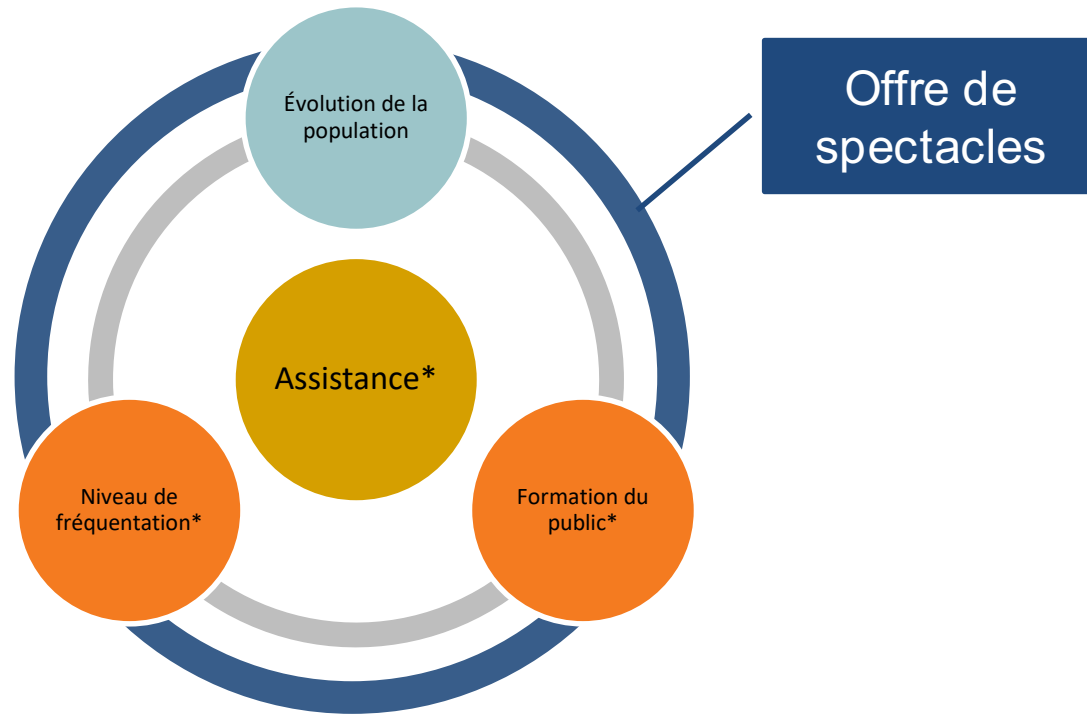 Évolution de la
population
Offre de
spectacles
Assistance*
Niveau de
fréquentation*
Formation du
public*